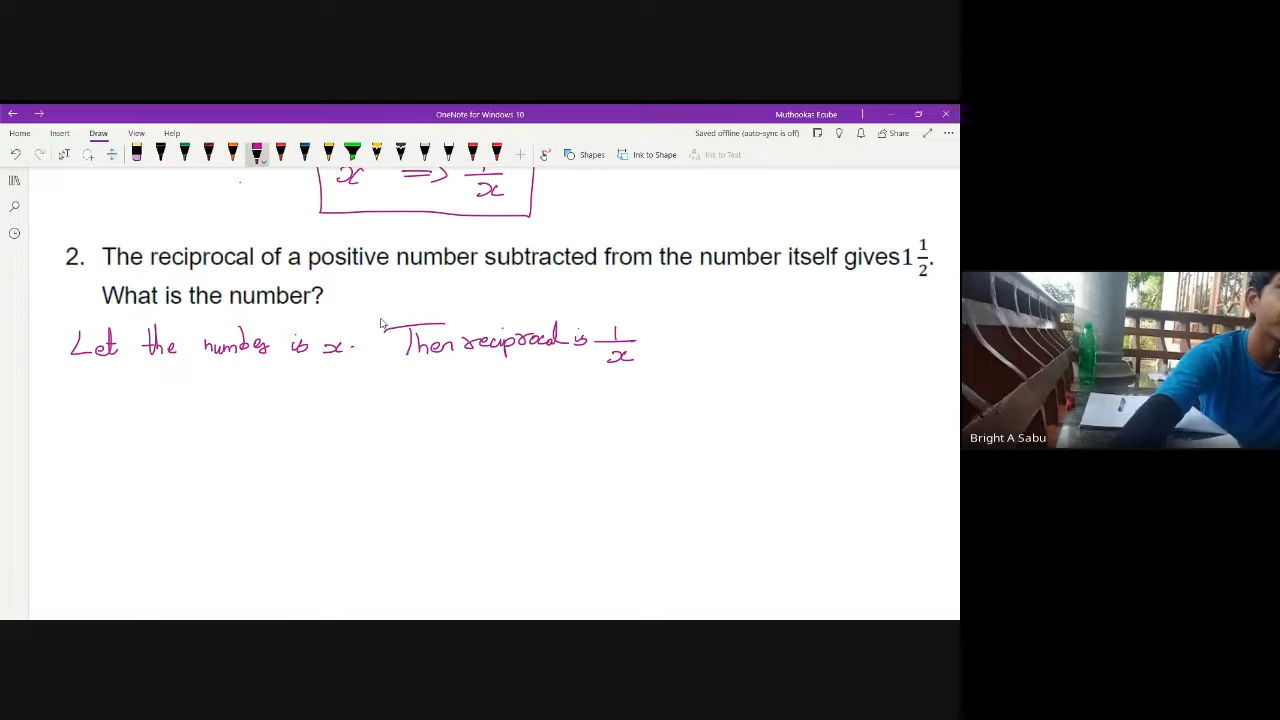 OneNote for Windows 10
Muthookas Ecube
Home Insert Draw View Help
Saved offline (auto-sync is off)
Share
Shapes
Ink to Shape
Ink to Text
x ⟹ 1/x
2. The reciprocal of a positive number subtracted from the number itself gives 1 1/2.
What is the number?
Let the number is x. Then reciprocal is 1/x
Bright A Sabu